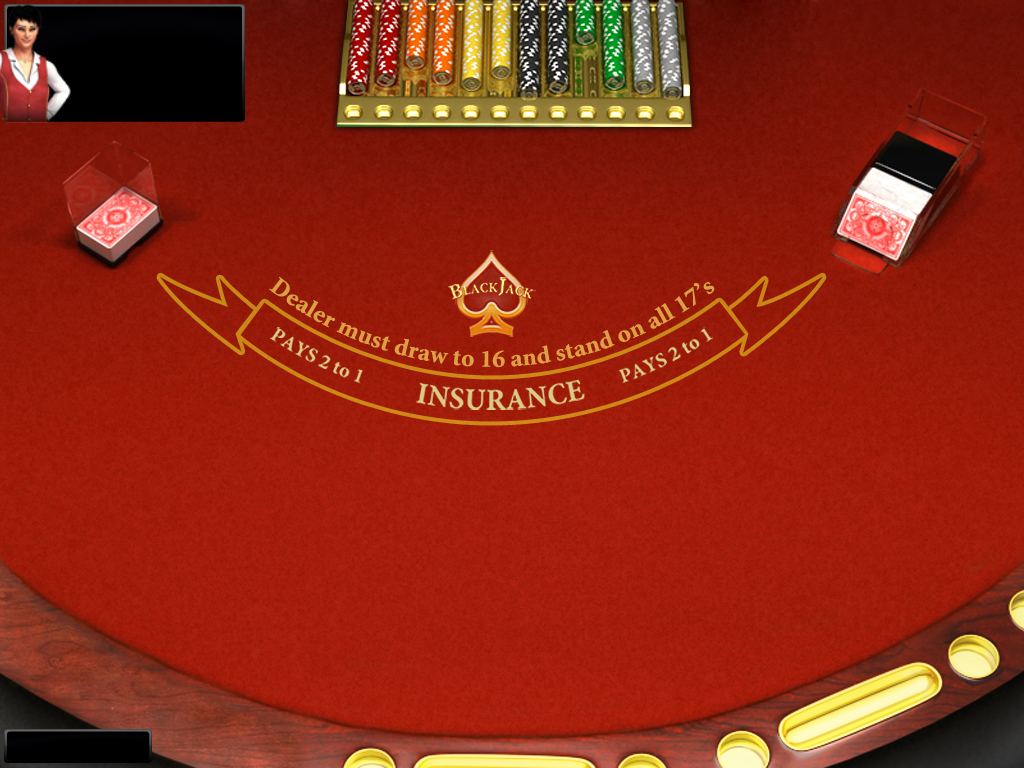 BLACKJACK
Dealer must draw to 16 and stand on all 17's
PAYS 2 to 1 INSURANCE PAYS 2 to 1